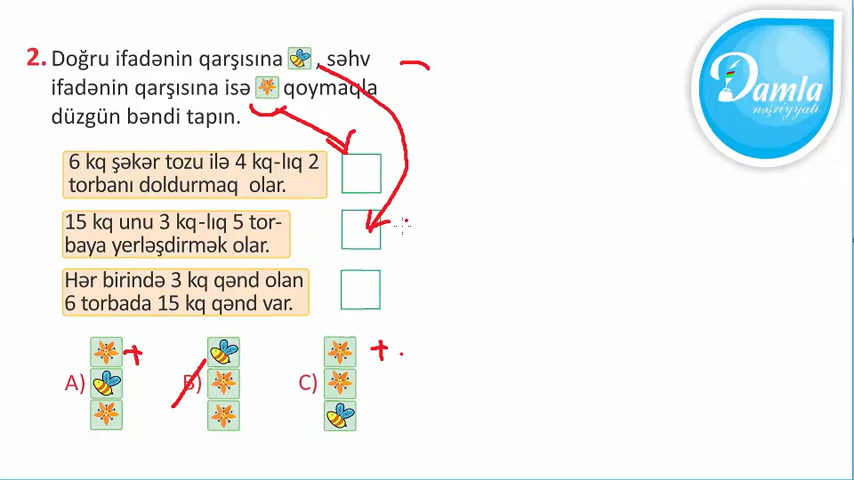 2. Doğru ifadənin qarşısına , səhv
ifadənin qarşısına isə qoymaqla
düzgün bəndi tapın.
6 kq şəkər tozu ilə 4 kq-lıq 2
torbanı doldurmaq olar.
15 kq unu 3 kq-lıq 5 tor-
baya yerləşdirmək olar.
Hər birində 3 kq qənd olan
6 torbada 15 kq qənd var.
A)
B)
C)
Damla
nəşriyyatı